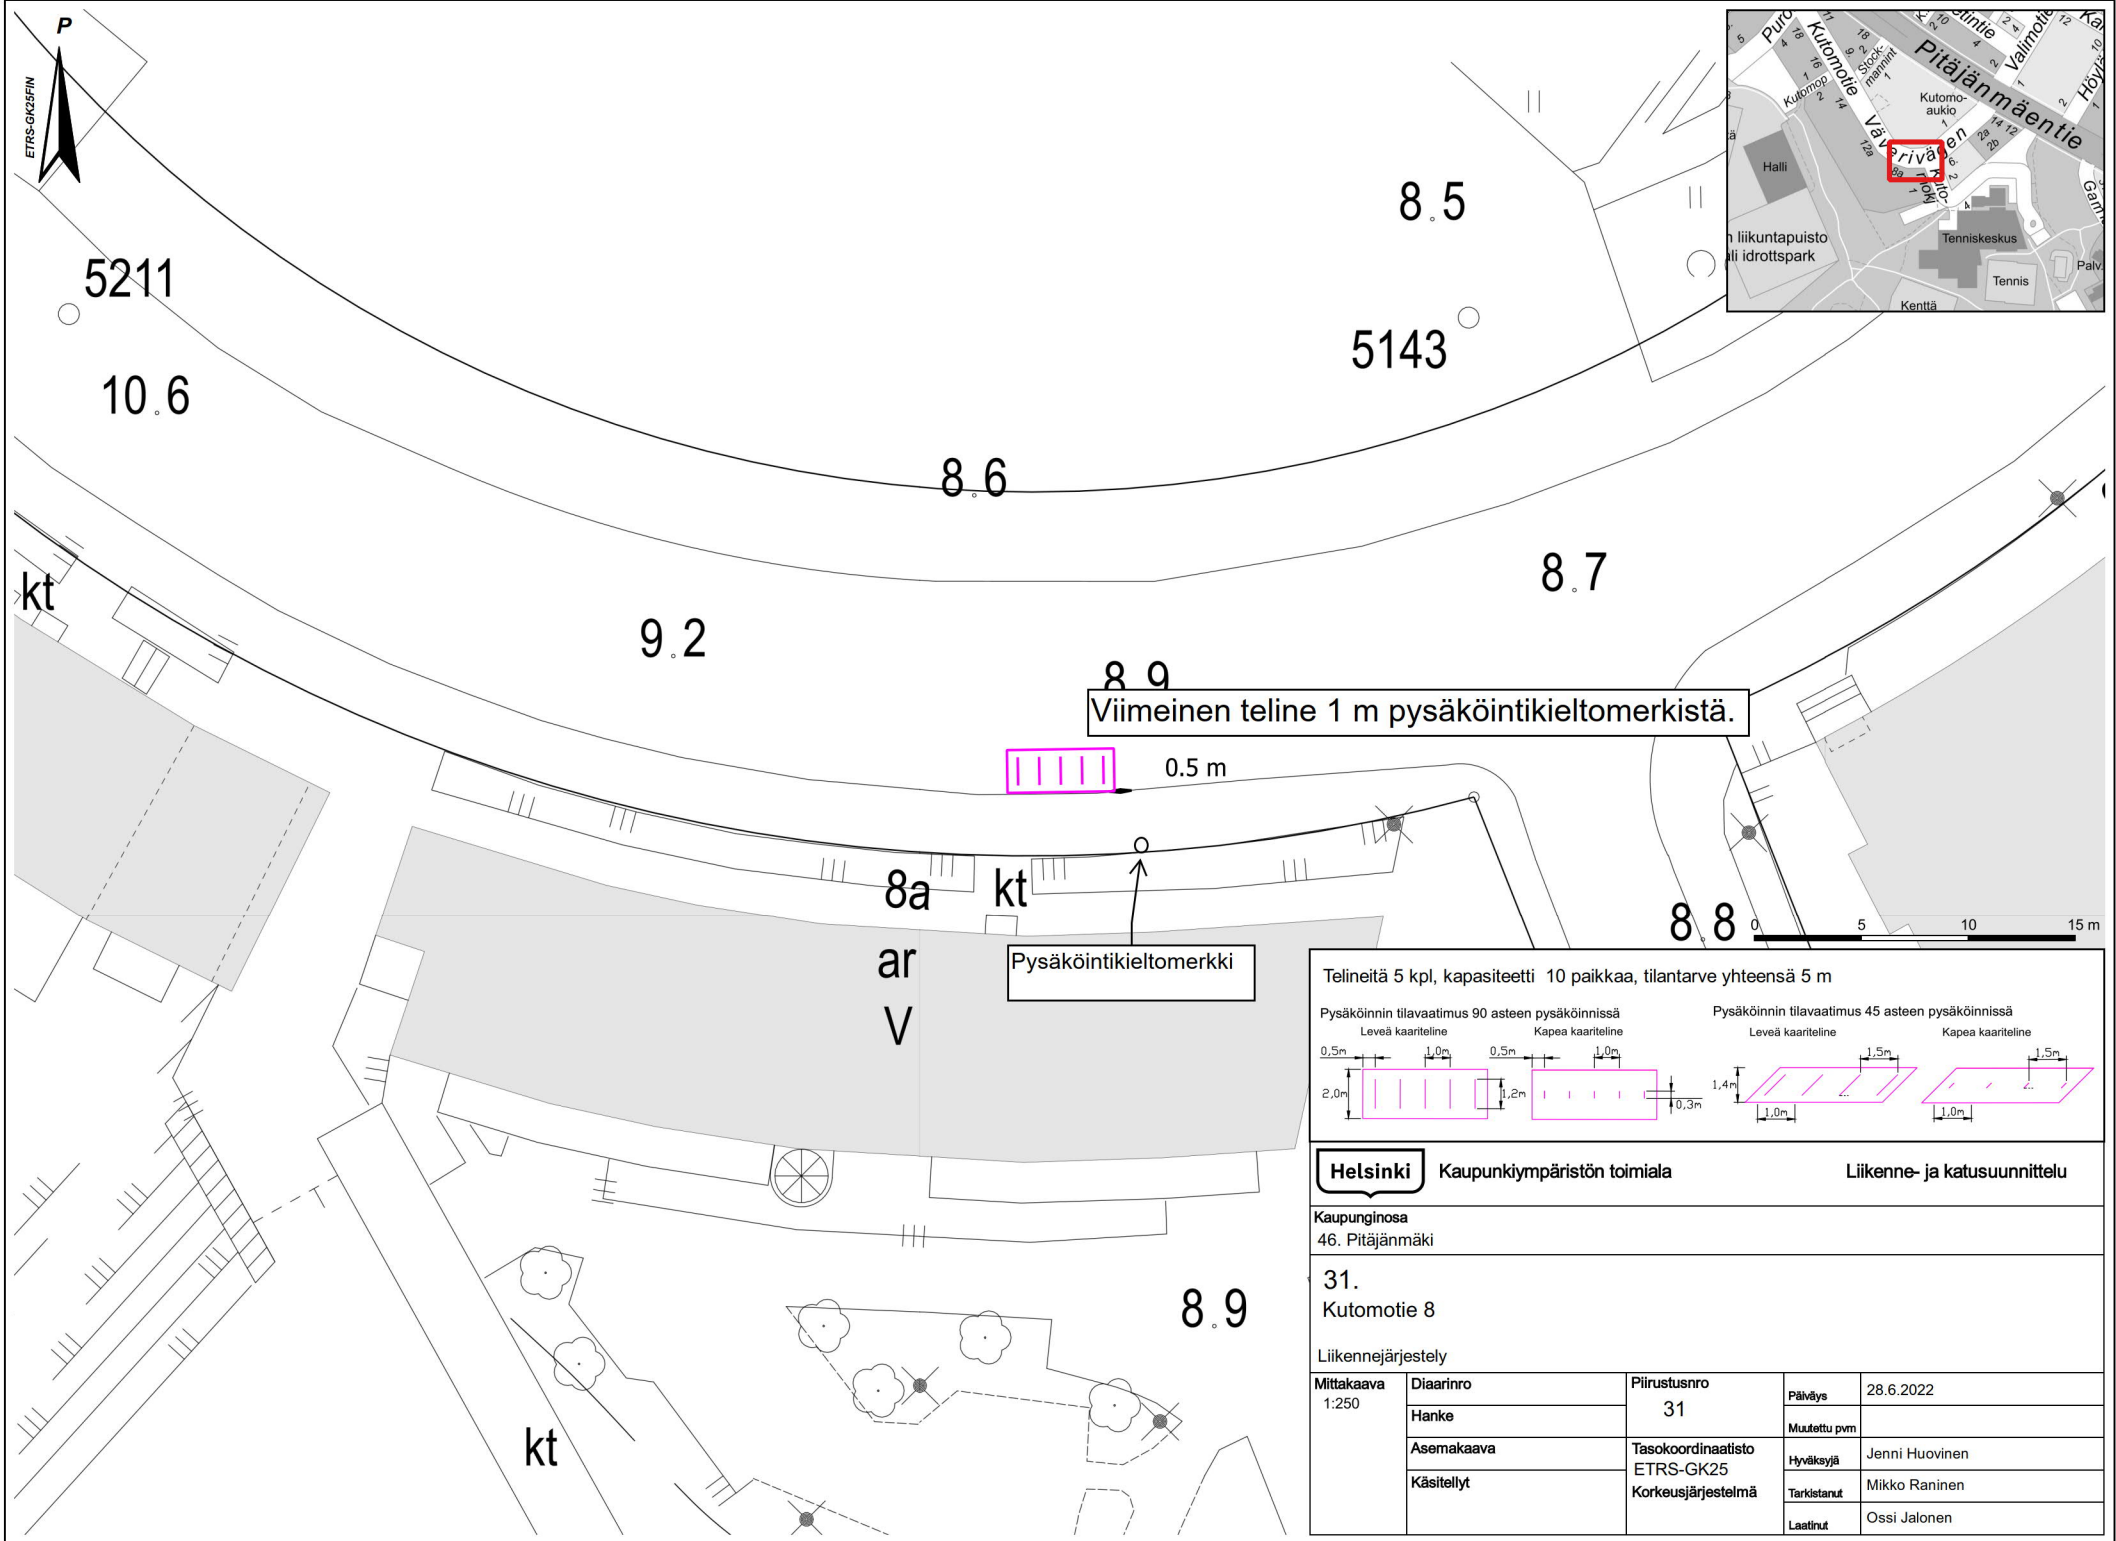 P
ETRS-GK25FIN
5211
10.6
8.5
5143
8.6
8.7
kt
9.2
8.9
Viimeinen teline 1 m pysäköintikieltomerkistä.
0.5 m
8a
kt
ar
V
Pysäköintikieltomerkki
8.8
0 5 10 15 m
8.9
kt
Kutomotie
Stock-
mannint
Kutomop
Pitäjänmäentie
Valimotie
Kutomo-
aukio
Väverivägen
Halli
Tenniskeskus
Tennis
Kenttä
liikuntapuisto
idrottspark
Telineitä 5 kpl, kapasiteetti 10 paikkaa, tilantarve yhteensä 5 m
Pysäköinnin tilavaatimus 90 asteen pysäköinnissä
Leveä kaariteline Kapea kaariteline
0,5m 1,0m 0,5m 1,0m
2,0m 1,2m 0,3m
Pysäköinnin tilavaatimus 45 asteen pysäköinnissä
Leveä kaariteline Kapea kaariteline
1,5m 1,5m
1,4m
1,0m 1,0m
Helsinki Kaupunkiympäristön toimiala Liikenne- ja katusuunnittelu
Kaupunginosa
46. Pitäjänmäki
31.
Kutomotie 8
Liikennejärjestely
Mittakaava
1:250
Diaarinro
Hanke
Asemakaava
Käsitellyt
Piirustusnro
31
Tasokoordinaatisto
ETRS-GK25
Korkeusjärjestelmä
Päiväys 28.6.2022
Muutettu pvm
Hyväksyjä Jenni Huovinen
Tarkistanut Mikko Raninen
Laatinut Ossi Jalonen